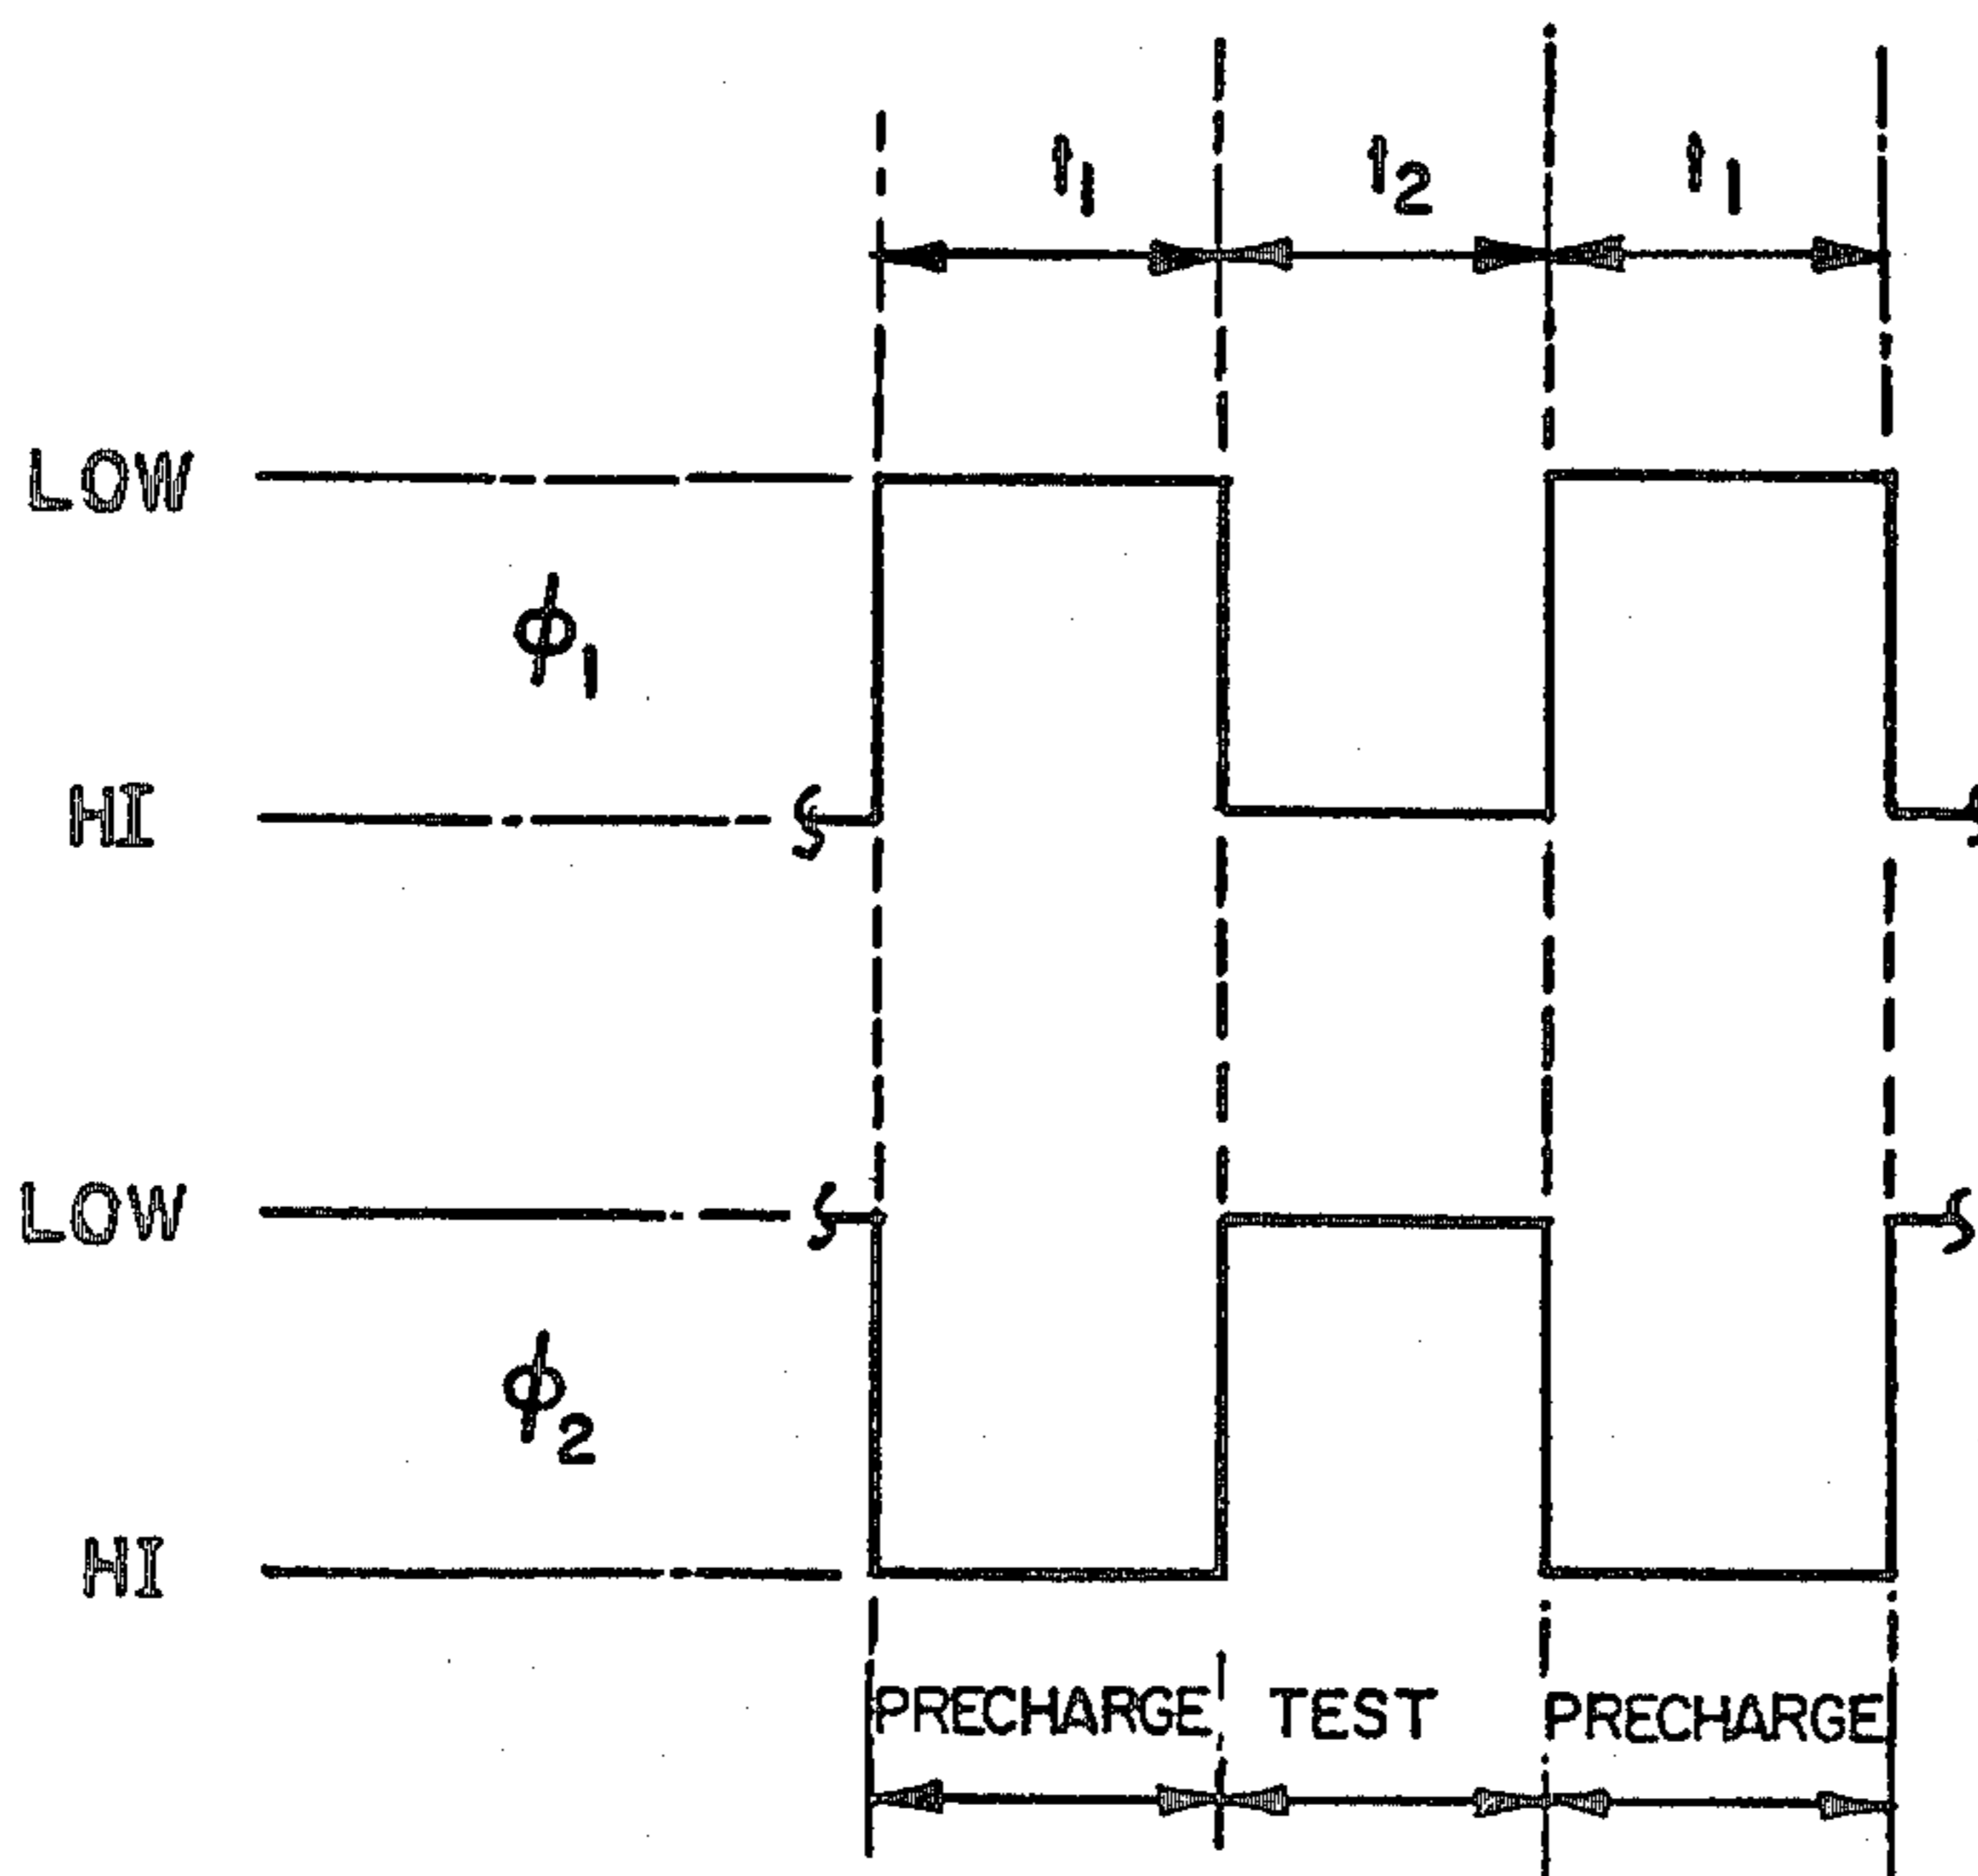 t₁ t₂ t₁
LOW
ϕ₁
HI
LOW
ϕ₂
HI
PRECHARGE TEST PRECHARGE